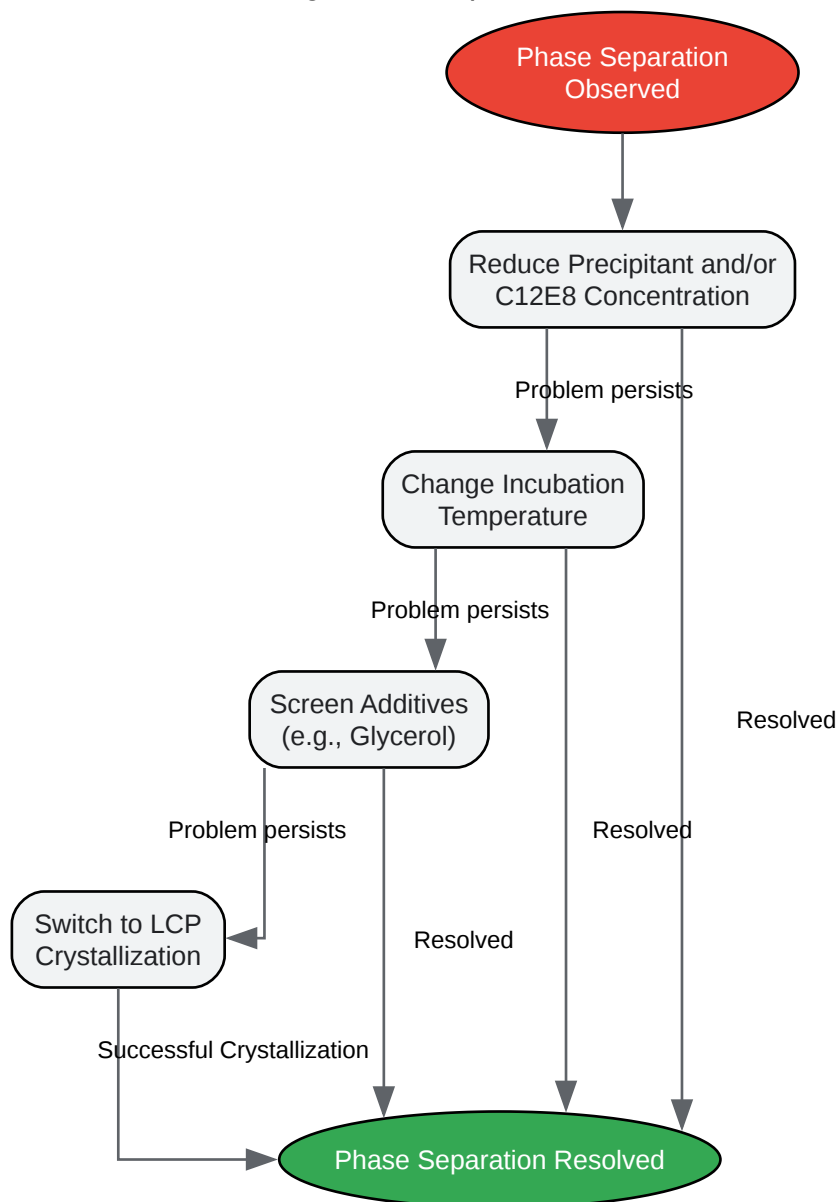 Phase Separation
Observed
Reduce Precipitant and/or
C12E8 Concentration
Problem persists
Change Incubation
Temperature
Problem persists
Screen Additives
(e.g., Glycerol)
Resolved
Problem persists
Resolved
Switch to LCP
Crystallization
Resolved
Successful Crystallization
Phase Separation Resolved